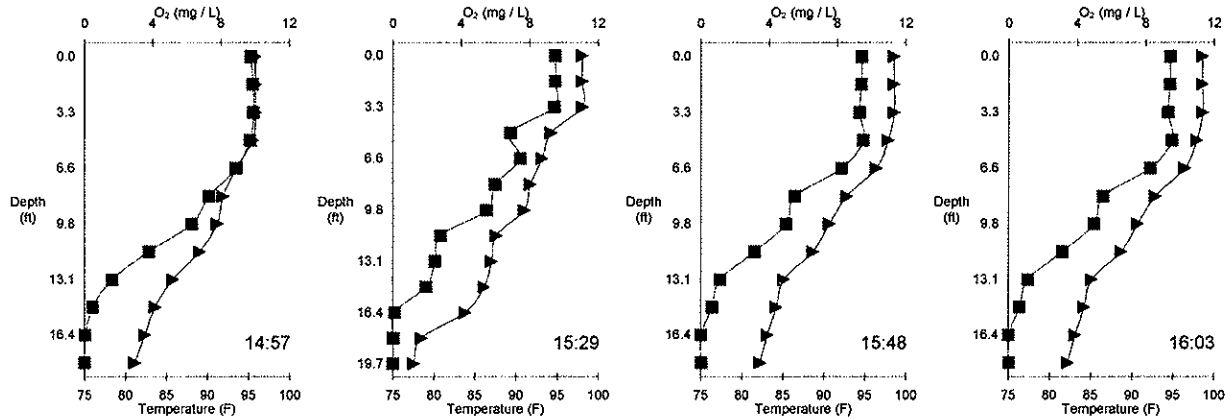 O₂ (mg / L)
0 4 8 12
0.0
3.3
6.6
Depth
(ft)
9.8
13.1
16.4
14:57
75 80 85 90 95 100
Temperature (F)
O₂ (mg / L)
0 4 8 12
0.0
3.3
6.6
Depth
(ft)
9.8
13.1
16.4
19.7
15:29
75 80 85 90 95 100
Temperature (F)
O₂ (mg / L)
0 4 8 12
0.0
3.3
6.6
Depth
(ft)
9.8
13.1
16.4
15:48
75 80 85 90 95 100
Temperature (F)
O₂ (mg / L)
0 4 8 12
0.0
3.3
6.6
Depth
(ft)
9.8
13.1
16.4
16:03
75 80 85 90 95 100
Temperature (F)